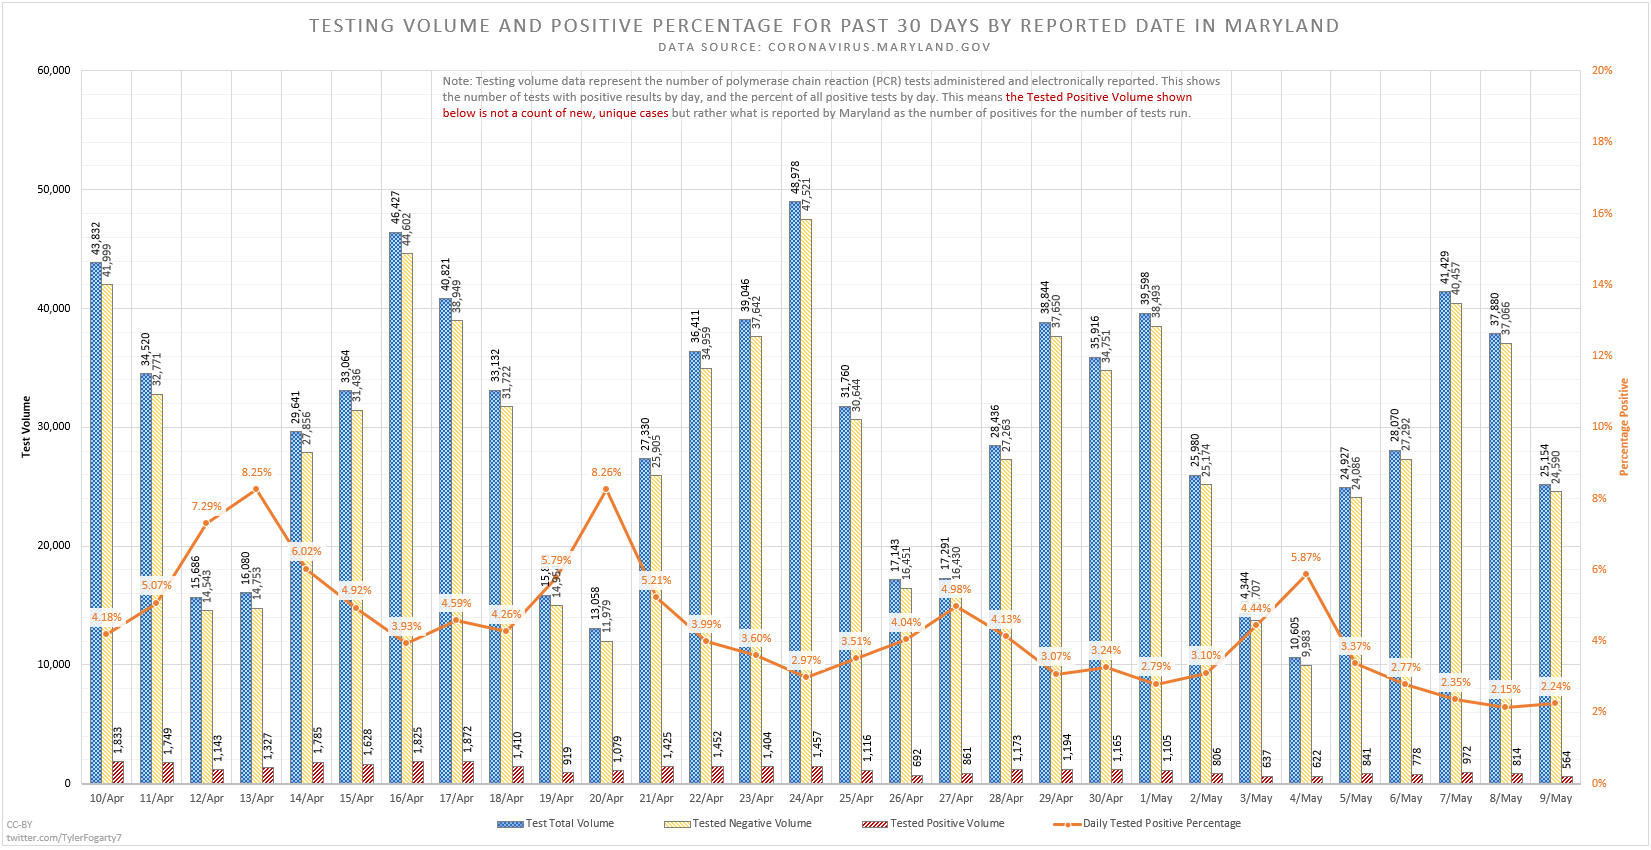 TESTING VOLUME AND POSITIVE PERCENTAGE FOR PAST 30 DAYS BY REPORTED DATE IN MARYLAND
DATA SOURCE: CORONAVIRUS.MARYLAND.GOV
Note: Testing volume data represent the number of polymerase chain reaction (PCR) tests administered and electronically reported. This shows
the number of tests with positive results by day, and the percent of all positive tests by day. This means the Tested Positive Volume shown
below is not a count of new, unique cases but rather what is reported by Maryland as the number of positives for the number of tests run.
60,000
50,000
40,000
30,000
20,000
10,000
0
Test Volume
20%
18%
16%
14%
12%
10%
8%
6%
4%
2%
0%
Percentage Positive
43,832 41,999 4.18% 1,833
34,520 32,771 5.07% 1,749
15,686 14,543 7.29% 1,143
16,080 14,753 8.25% 1,327
29,641 27,856 6.02% 1,785
33,064 31,436 4.92% 1,628
46,427 44,602 3.93% 1,825
40,821 38,949 4.59% 1,872
33,132 31,722 4.26% 1,410
5.79% 919
13,058 11,979 8.26% 1,079
27,330 25,905 5.21% 1,425
36,411 34,959 3.99% 1,452
39,046 37,642 3.60% 1,404
48,978 47,521 2.97% 1,457
31,760 30,644 3.51% 1,116
17,143 16,451 4.04% 692
17,291 16,430 4.98% 861
28,436 27,263 4.13% 1,173
38,844 37,650 3.07% 1,194
35,916 34,751 3.24% 1,165
39,598 38,493 2.79% 1,105
25,980 25,174 3.10% 806
4.44% 637
10,605 9,983 5.87% 622
24,927 24,086 3.37% 841
28,070 27,292 2.77% 778
41,429 40,457 2.35% 972
37,880 37,066 2.15% 814
25,154 24,590 2.24% 564
10/Apr 11/Apr 12/Apr 13/Apr 14/Apr 15/Apr 16/Apr 17/Apr 18/Apr 19/Apr 20/Apr 21/Apr 22/Apr 23/Apr 24/Apr 25/Apr 26/Apr 27/Apr 28/Apr 29/Apr 30/Apr 1/May 2/May 3/May 4/May 5/May 6/May 7/May 8/May 9/May
Test Total Volume Tested Negative Volume Tested Positive Volume Daily Tested Positive Percentage
CC-BY
twitter.com/TylerFogarty7